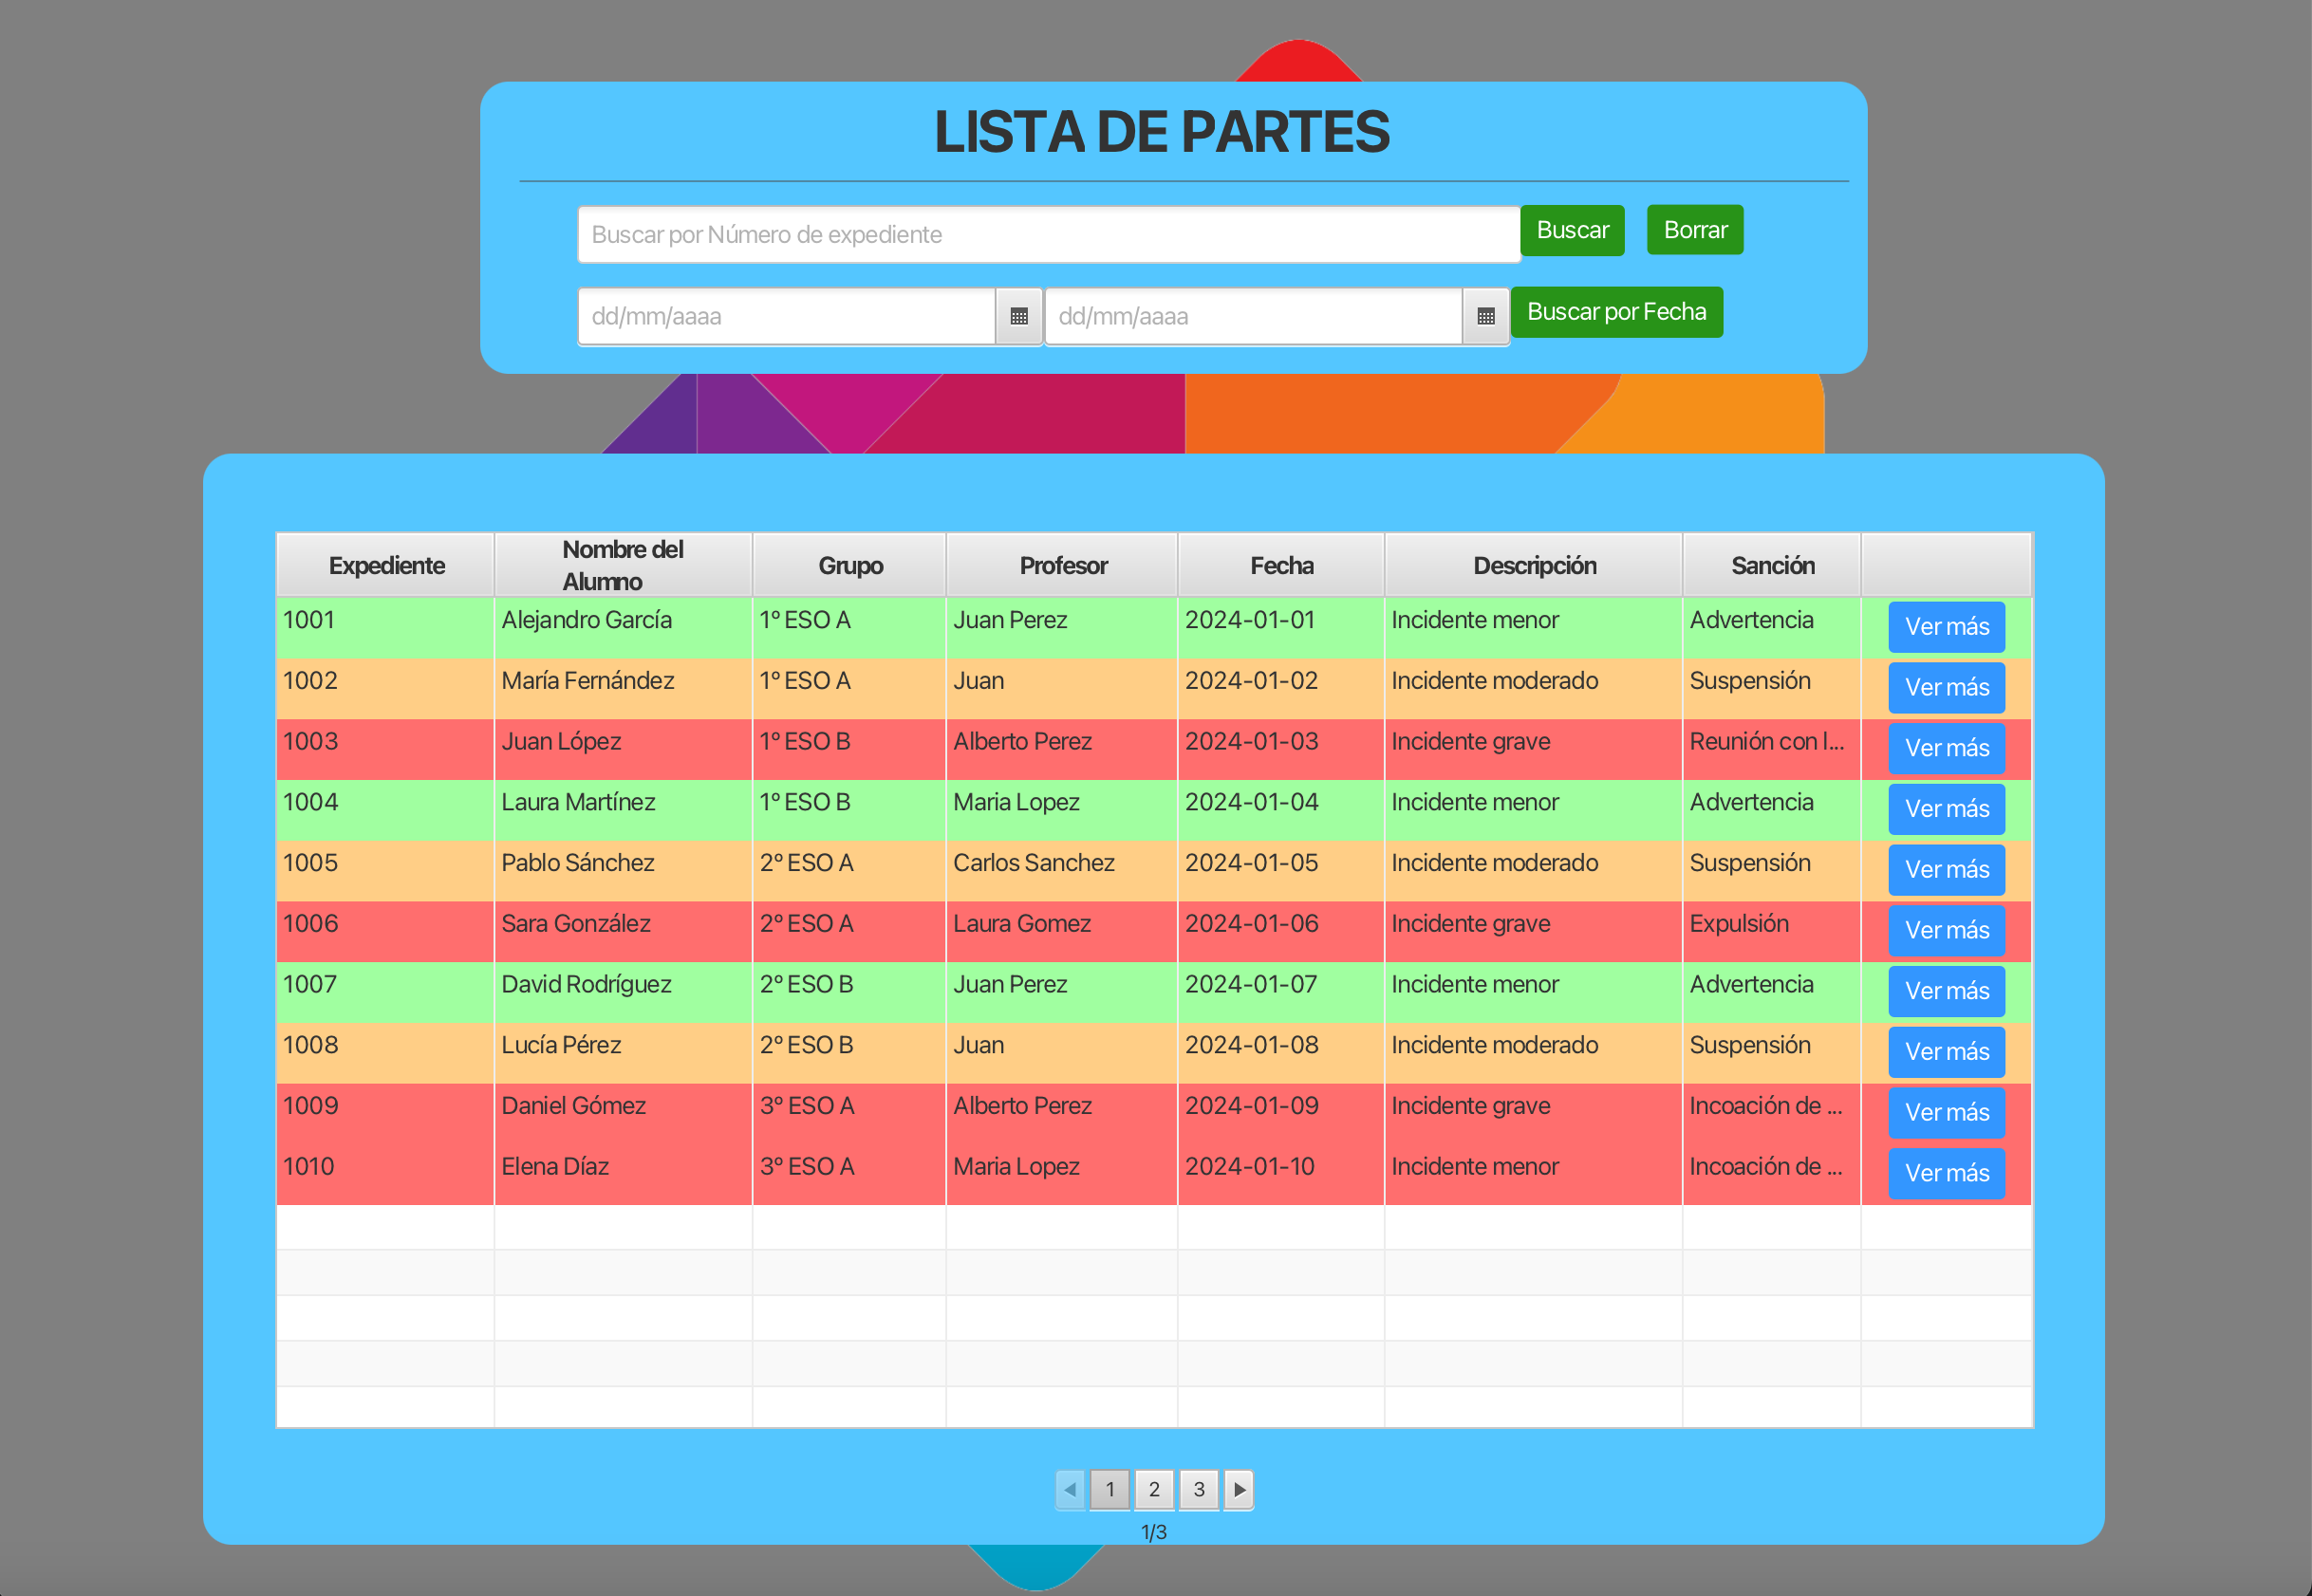 LISTA DE PARTES
Buscar por Número de expediente Buscar Borrar
dd/mm/aaaa dd/mm/aaaa Buscar por Fecha
Expediente Nombre del Alumno Grupo Profesor Fecha Descripción Sanción
1001 Alejandro García 1º ESO A Juan Perez 2024-01-01 Incidente menor Advertencia Ver más
1002 María Fernández 1º ESO A Juan 2024-01-02 Incidente moderado Suspensión Ver más
1003 Juan López 1º ESO B Alberto Perez 2024-01-03 Incidente grave Reunión con l... Ver más
1004 Laura Martínez 1º ESO B Maria Lopez 2024-01-04 Incidente menor Advertencia Ver más
1005 Pablo Sánchez 2º ESO A Carlos Sanchez 2024-01-05 Incidente moderado Suspensión Ver más
1006 Sara González 2º ESO A Laura Gomez 2024-01-06 Incidente grave Expulsión Ver más
1007 David Rodríguez 2º ESO B Juan Perez 2024-01-07 Incidente menor Advertencia Ver más
1008 Lucía Pérez 2º ESO B Juan 2024-01-08 Incidente moderado Suspensión Ver más
1009 Daniel Gómez 3º ESO A Alberto Perez 2024-01-09 Incidente grave Incoación de ... Ver más
1010 Elena Díaz 3º ESO A Maria Lopez 2024-01-10 Incidente menor Incoación de ... Ver más
1 2 3
1/3